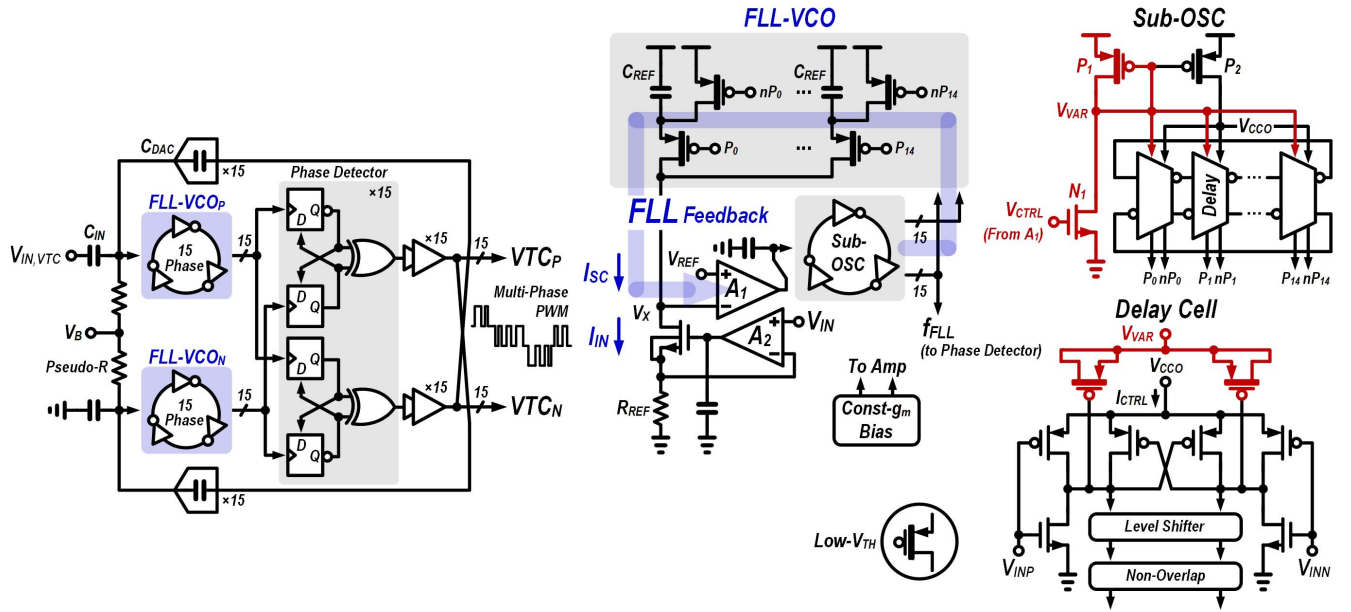 FLL-VCO
C_REF
nP_0
...
C_REF
nP_14
P_0
...
P_14
FLL Feedback
I_SC
V_REF
+
A_1
−
Sub-
OSC
15
15
V_X
I_IN
A_2
+
−
V_IN
f_FLL
(to Phase Detector)
R_REF
To Amp
Const-g_m
Bias
Low-V_TH
C_DAC
×15
Phase Detector
×15
FLL-VCO_P
C_IN
V_IN,VTC
15
Phase
15
D
Q
D
Q
×15
15
VTC_P
Multi-Phase
PWM
V_B
Pseudo-R
FLL-VCO_N
15
Phase
15
D
Q
D
Q
×15
15
VTC_N
×15
Sub-OSC
P_1
P_2
V_VAR
V_CCO
N_1
V_CTRL
(From A_1)
Delay
...
...
P_0 nP_0
P_1 nP_1
P_14 nP_14
Delay Cell
V_VAR
V_CCO
I_CTRL
Level Shifter
V_INP
V_INN
Non-Overlap